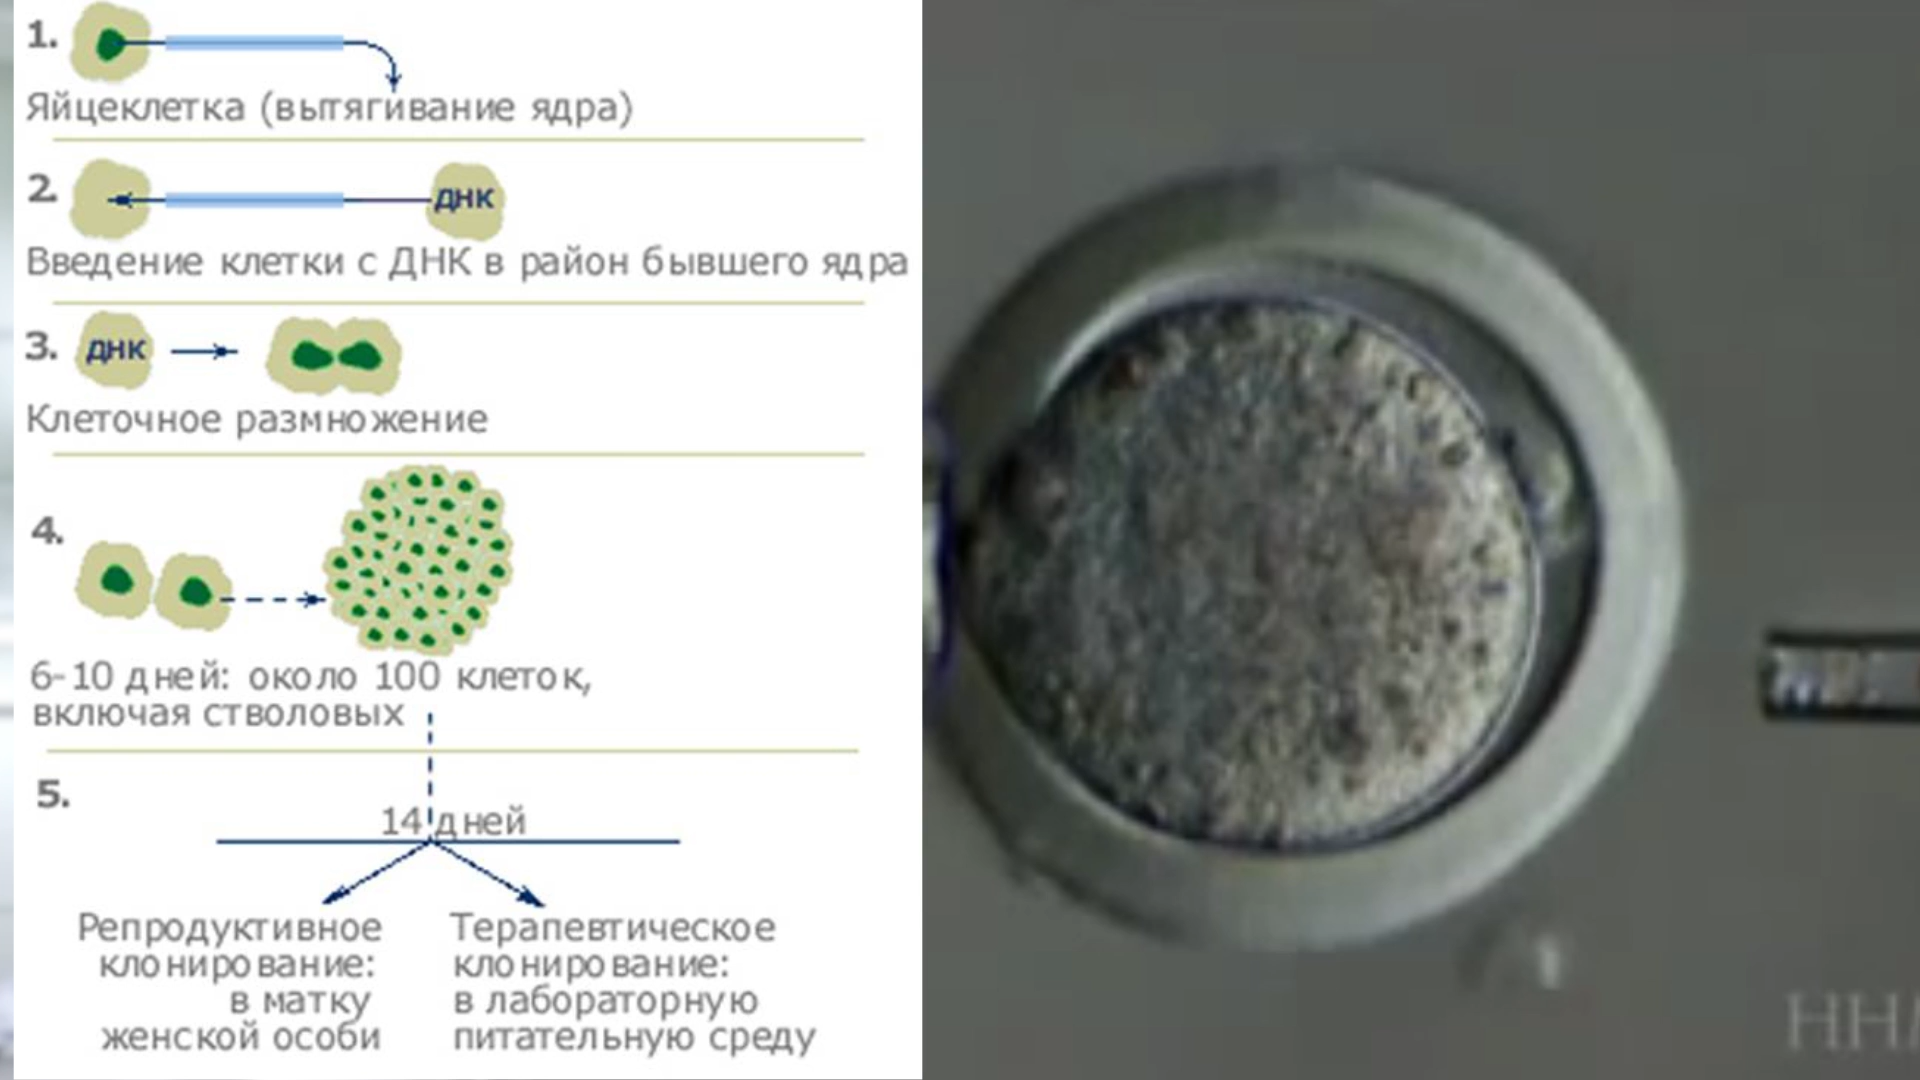 1.
Яйцеклетка (вытягивание ядра)
2.
ДНК
Введение клетки с ДНК в район бывшего ядра
3.
ДНК
Клеточное размножение
4.
6-10 дней: около 100 клеток,
включая стволовых
5.
14 дней
Репродуктивное
клонирование:
в матку
женской особи
Терапевтическое
клонирование:
в лабораторную
питательную среду